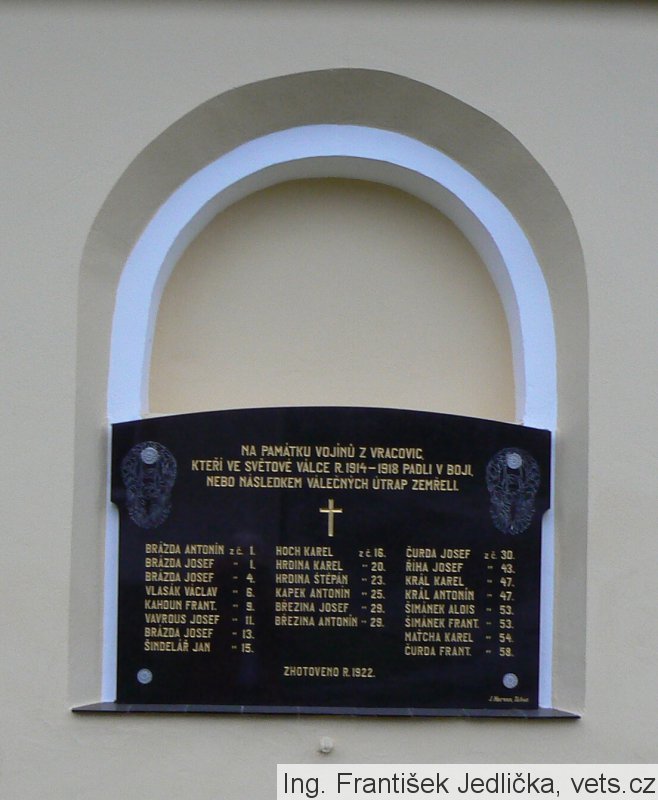 NA PAMÁTKU VOJÍNŮ Z VRACOVIC,
KTEŘÍ VE SVĚTOVÉ VÁLCE R. 1914–1918 PADLI V BOJI,
NEBO NÁSLEDKEM VÁLEČNÝCH ÚTRAP ZEMŘELI.
BRÁZDA ANTONÍN z č. 1.
BRÁZDA JOSEF " 1.
BRÁZDA JOSEF " 4.
VLASÁK VÁCLAV " 6.
KAHOUN FRANT. " 9.
VAVROUS JOSEF " 11.
BRÁZDA JOSEF " 13.
ŠINDELÁŘ JAN " 15.
HOCH KAREL z č. 16.
HRDINA KAREL " 20.
HRDINA ŠTĚPÁN " 23.
KAPEK ANTONÍN " 25.
BŘEZINA JOSEF " 29.
BŘEZINA ANTONÍN " 29.
ČURDA JOSEF z č. 30.
ŘÍHA JOSEF " 43.
KRÁL KAREL " 47.
KRÁL ANTONÍN " 47.
ŠIMÁNEK ALOIS " 53.
ŠIMÁNEK FRANT. " 53.
MATCHA KAREL " 54.
ČURDA FRANT. " 58.
ZHOTOVENO R. 1922.
Ing. František Jedlička, vets.cz